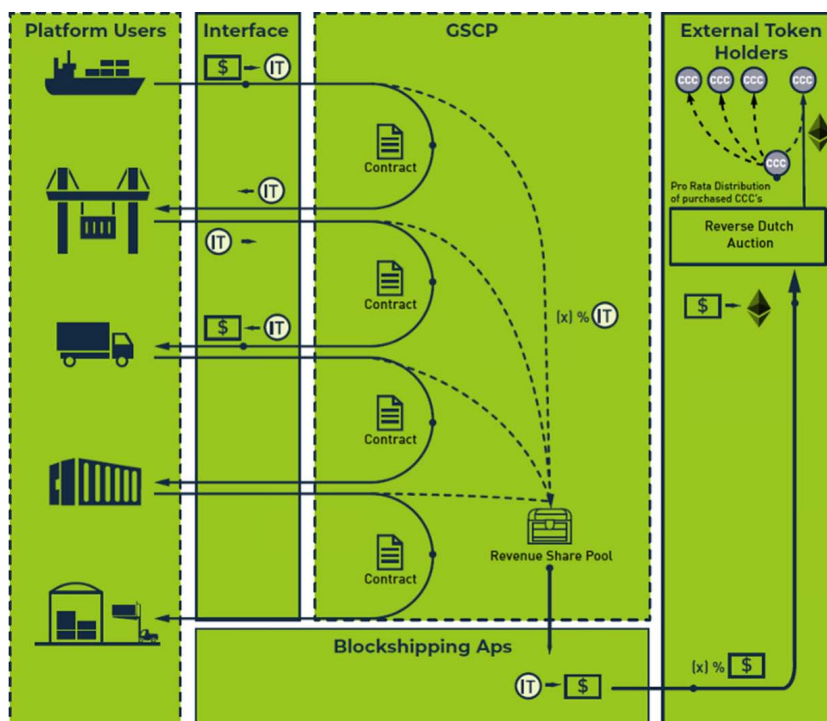 Platform Users
Interface
GSCP
External Token
Holders
$ IT
CCC CCC CCC CCC
CCC
Contract
Pro Rata Distribution
of purchased CCC's
IT
Reverse Dutch
Auction
IT
Contract
$
(x) % IT
$ IT
Contract
Revenue Share Pool
Contract
Blockshipping Aps
IT $
(x) % $